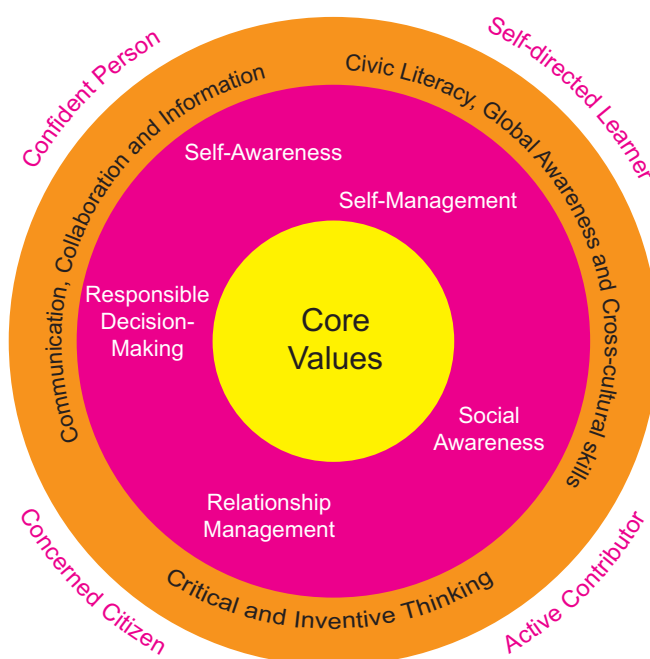 Confident Person
Self-directed Learner
Communication, Collaboration and Information
Civic Literacy, Global Awareness and Cross-cultural skills
Self-Awareness
Self-Management
Responsible
Decision-
Making
Core
Values
Social
Awareness
Relationship
Management
Critical and Inventive Thinking
Concerned Citizen
Active Contributor